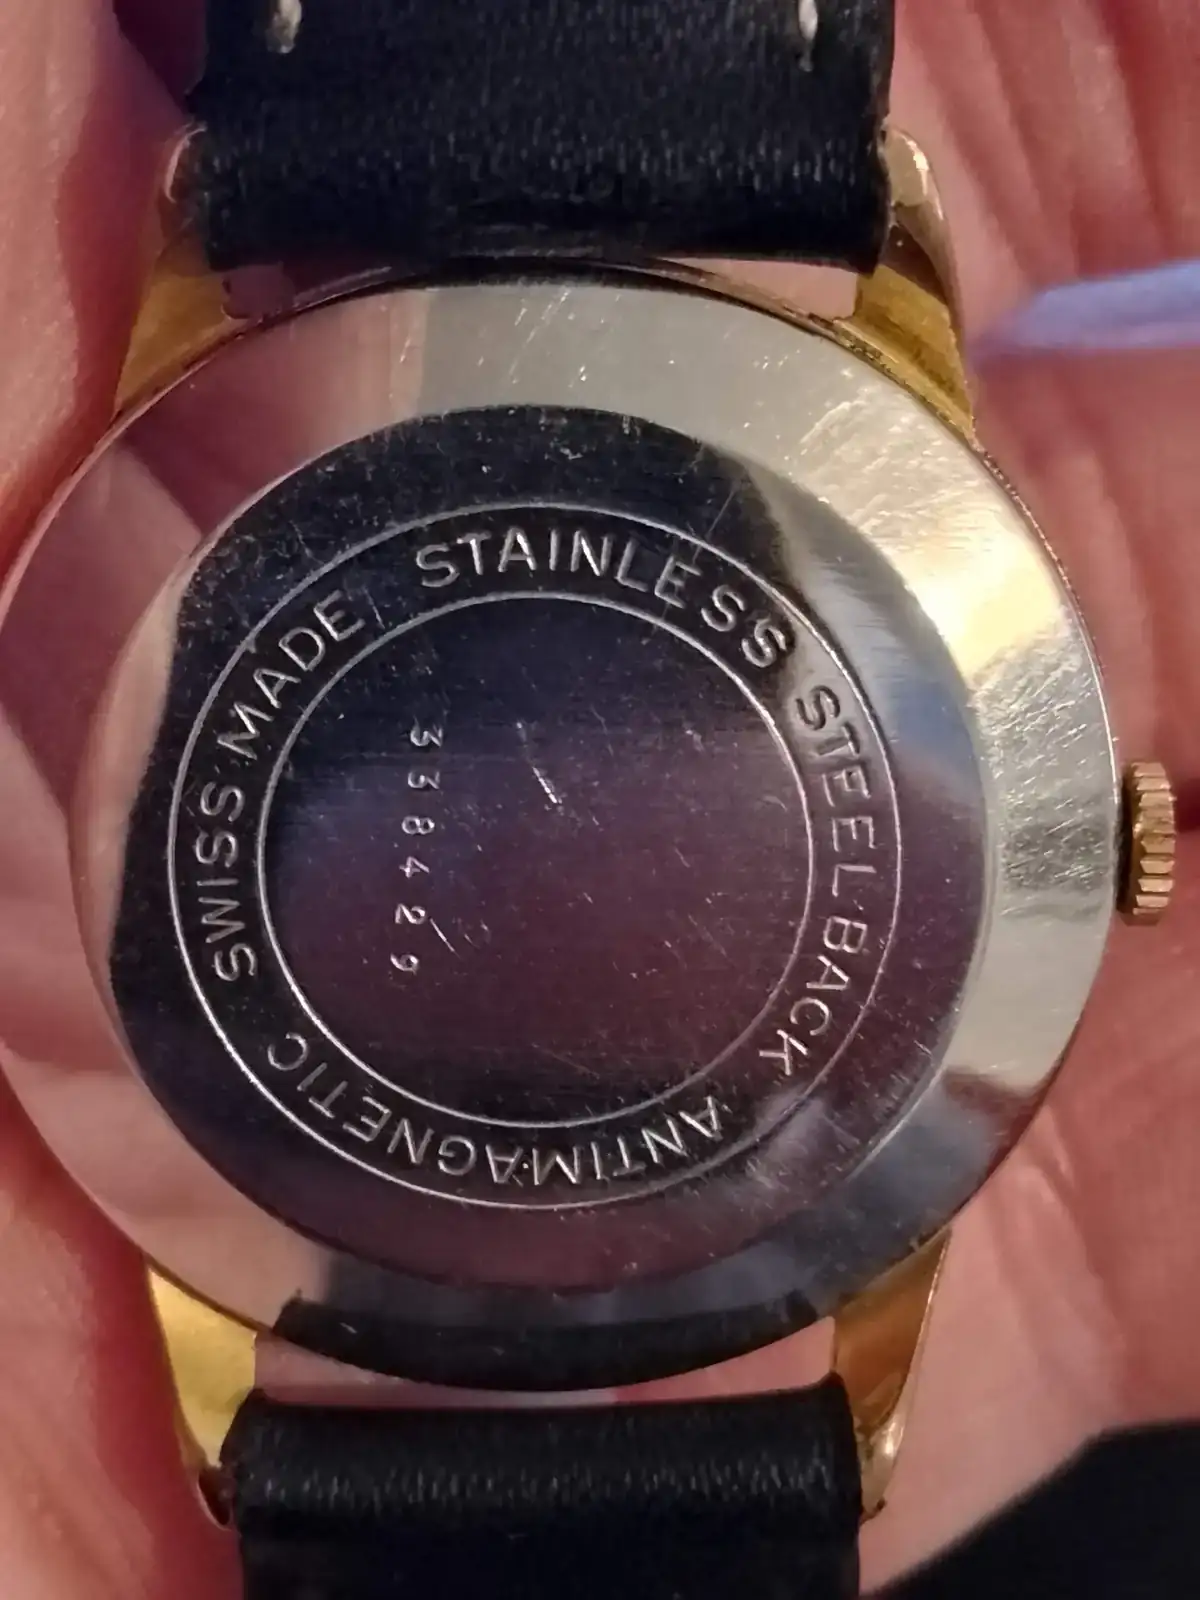 SWISS MADE STAINLESS STEEL BACK ANTIMAGNETIC
338429